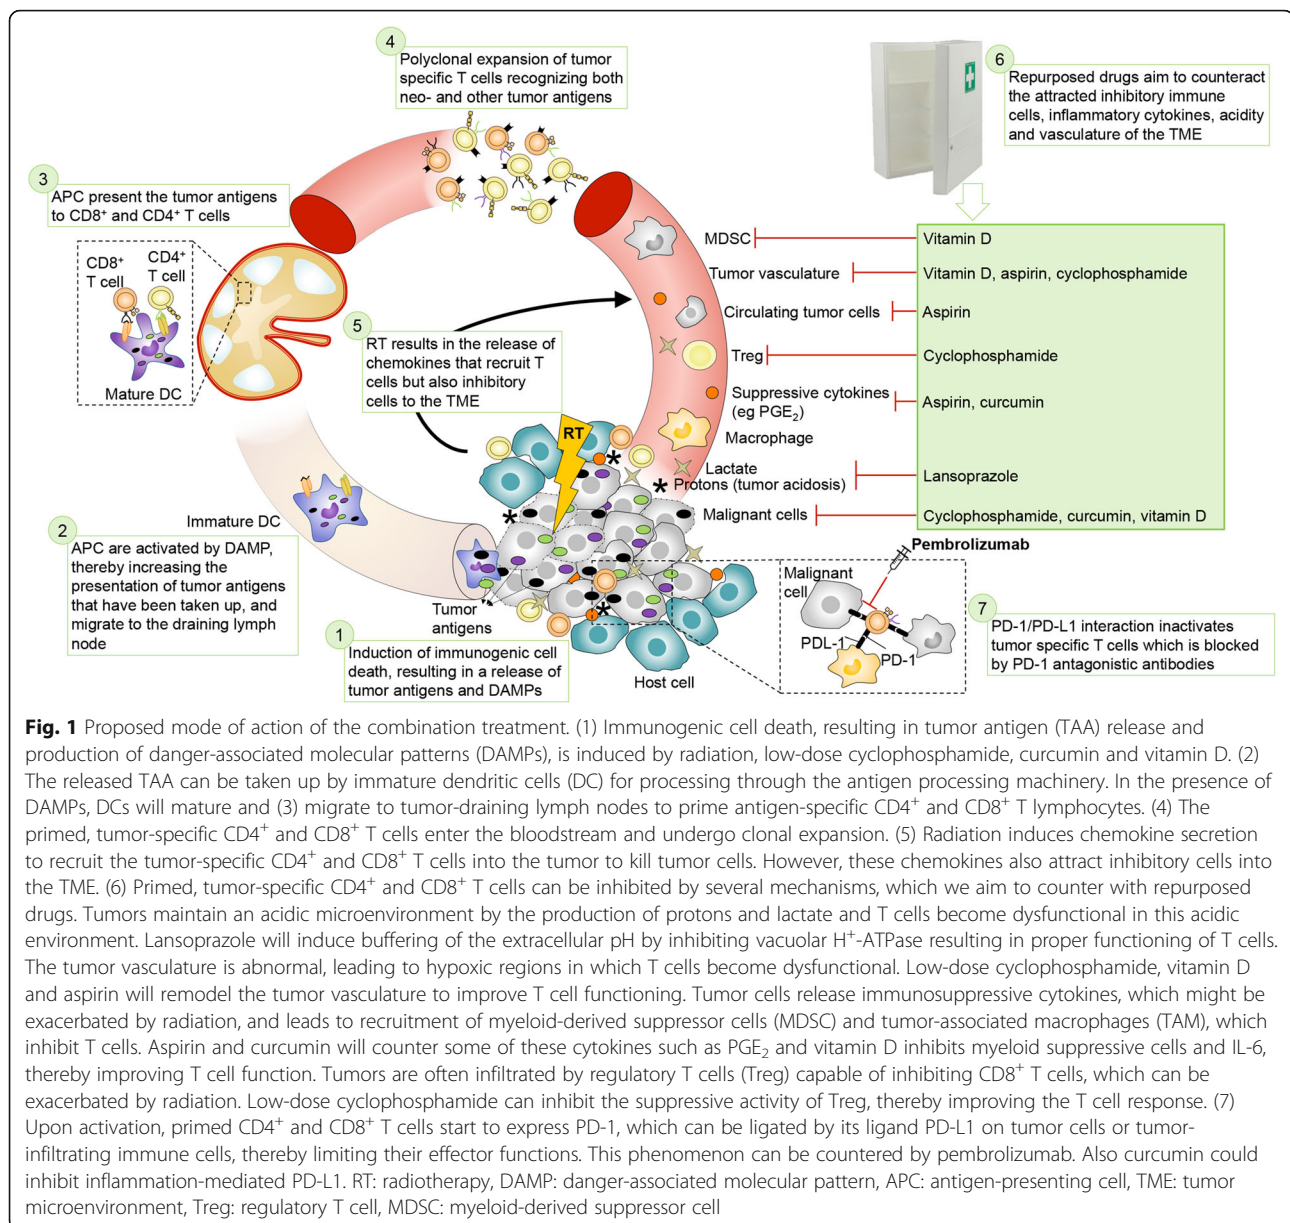 4
Polyclonal expansion of tumor
specific T cells recognizing both
neo- and other tumor antigens
6
Repurposed drugs aim to counteract
the attracted inhibitory immune
cells, inflammatory cytokines, acidity
and vasculature of the TME
3
APC present the tumor antigens
to CD8⁺ and CD4⁺ T cells
CD8⁺
T cell
CD4⁺
T cell
Mature DC
5
RT results in the release of
chemokines that recruit T
cells but also inhibitory
cells to the TME
MDSC
Vitamin D
Tumor vasculature
Vitamin D, aspirin, cyclophosphamide
Circulating tumor cells
Aspirin
Treg
Cyclophosphamide
Suppressive cytokines
(eg PGE₂)
Aspirin, curcumin
Macrophage
Lactate
* Protons (tumor acidosis)
Lansoprazole
Malignant cells
Cyclophosphamide, curcumin, vitamin D
RT
*
*
*
Immature DC
2
APC are activated by DAMP,
thereby increasing the
presentation of tumor antigens
that have been taken up, and
migrate to the draining lymph
node
Tumor
antigens
1
Induction of immunogenic cell
death, resulting in a release of
tumor antigens and DAMPs
Host cell
Pembrolizumab
Malignant
cell
PDL-1
PD-1
7
PD-1/PD-L1 interaction inactivates
tumor specific T cells which is blocked
by PD-1 antagonistic antibodies
Fig. 1 Proposed mode of action of the combination treatment. (1) Immunogenic cell death, resulting in tumor antigen (TAA) release and
production of danger-associated molecular patterns (DAMPs), is induced by radiation, low-dose cyclophosphamide, curcumin and vitamin D. (2)
The released TAA can be taken up by immature dendritic cells (DC) for processing through the antigen processing machinery. In the presence of
DAMPs, DCs will mature and (3) migrate to tumor-draining lymph nodes to prime antigen-specific CD4⁺ and CD8⁺ T lymphocytes. (4) The
primed, tumor-specific CD4⁺ and CD8⁺ T cells enter the bloodstream and undergo clonal expansion. (5) Radiation induces chemokine secretion
to recruit the tumor-specific CD4⁺ and CD8⁺ T cells into the tumor to kill tumor cells. However, these chemokines also attract inhibitory cells into
the TME. (6) Primed, tumor-specific CD4⁺ and CD8⁺ T cells can be inhibited by several mechanisms, which we aim to counter with repurposed
drugs. Tumors maintain an acidic microenvironment by the production of protons and lactate and T cells become dysfunctional in this acidic
environment. Lansoprazole will induce buffering of the extracellular pH by inhibiting vacuolar H⁺-ATPase resulting in proper functioning of T cells.
The tumor vasculature is abnormal, leading to hypoxic regions in which T cells become dysfunctional. Low-dose cyclophosphamide, vitamin D
and aspirin will remodel the tumor vasculature to improve T cell functioning. Tumor cells release immunosuppressive cytokines, which might be
exacerbated by radiation, and leads to recruitment of myeloid-derived suppressor cells (MDSC) and tumor-associated macrophages (TAM), which
inhibit T cells. Aspirin and curcumin will counter some of these cytokines such as PGE₂ and vitamin D inhibits myeloid suppressive cells and IL-6,
thereby improving T cell function. Tumors are often infiltrated by regulatory T cells (Treg) capable of inhibiting CD8⁺ T cells, which can be
exacerbated by radiation. Low-dose cyclophosphamide can inhibit the suppressive activity of Treg, thereby improving the T cell response. (7)
Upon activation, primed CD4⁺ and CD8⁺ T cells start to express PD-1, which can be ligated by its ligand PD-L1 on tumor cells or tumor-
infiltrating immune cells, thereby limiting their effector functions. This phenomenon can be countered by pembrolizumab. Also curcumin could
inhibit inflammation-mediated PD-L1. RT: radiotherapy, DAMP: danger-associated molecular pattern, APC: antigen-presenting cell, TME: tumor
microenvironment, Treg: regulatory T cell, MDSC: myeloid-derived suppressor cell